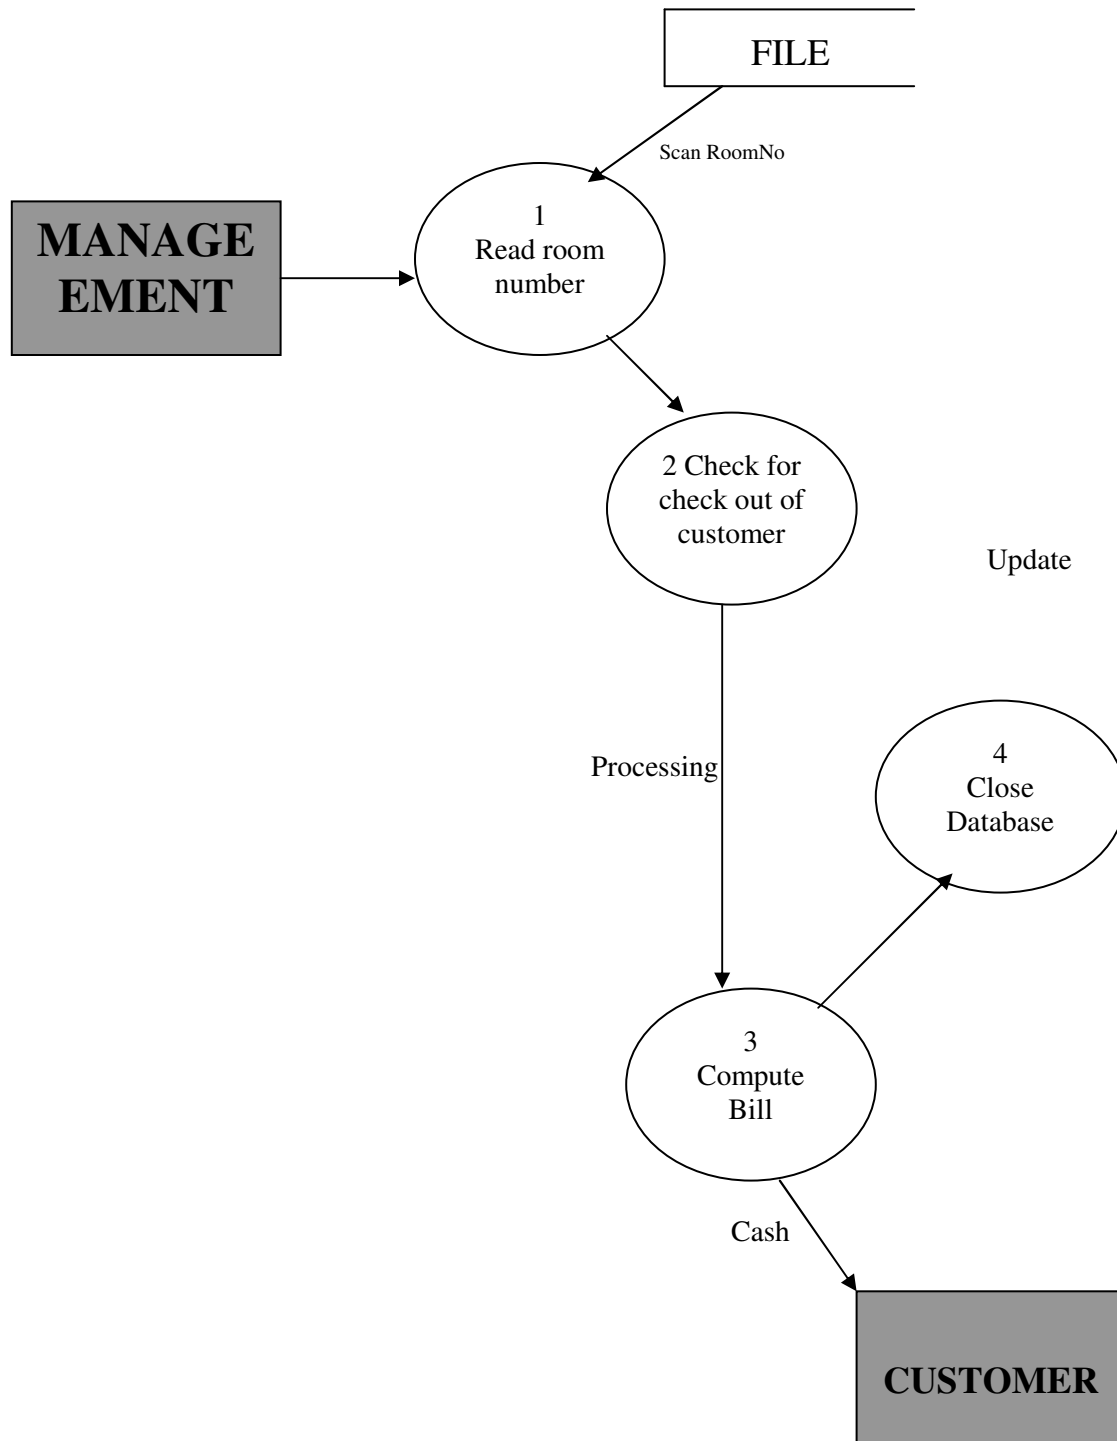 FILE
Scan RoomNo
1
Read room
number
MANAGE
EMENT
2 Check for
check out of
customer
Update
Processing
4
Close
Database
3
Compute
Bill
Cash
CUSTOMER